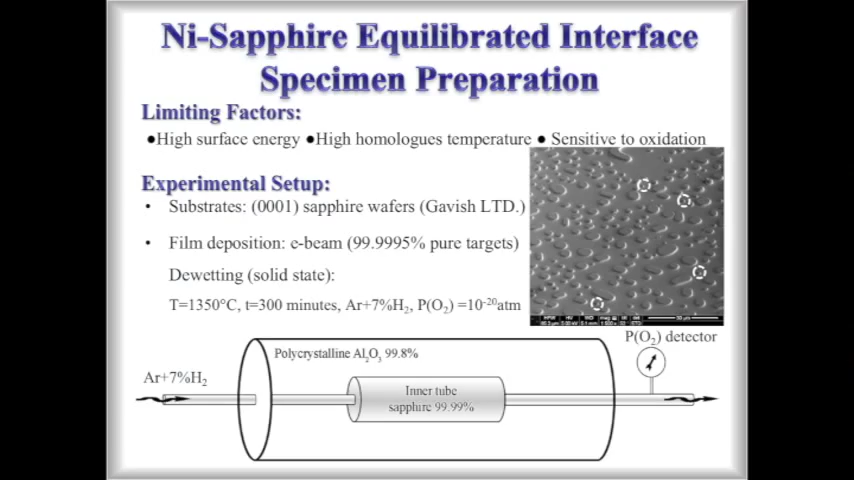 Ni-Sapphire Equilibrated Interface
Specimen Preparation
Limiting Factors:
●High surface energy ●High homologues temperature ● Sensitive to oxidation
Experimental Setup:
• Substrates: (0001) sapphire wafers (Gavish LTD.)
• Film deposition: e-beam (99.9995% pure targets)
Dewetting (solid state):
T=1350°C, t=300 minutes, Ar+7%H₂, P(O₂) =10⁻²⁰atm
P(O₂) detector
Polycrystalline Al₂O₃ 99.8%
Ar+7%H₂
Inner tube
sapphire 99.99%